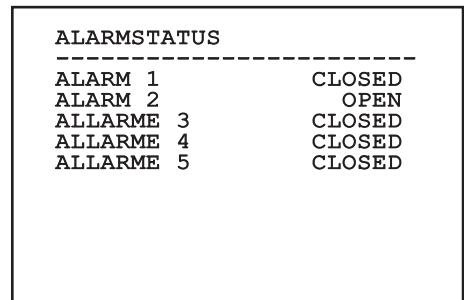 ALARMSTATUS
--------------------------
ALARM 1 CLOSED
ALARM 2 OPEN
ALLARME 3 CLOSED
ALLARME 4 CLOSED
ALLARME 5 CLOSED